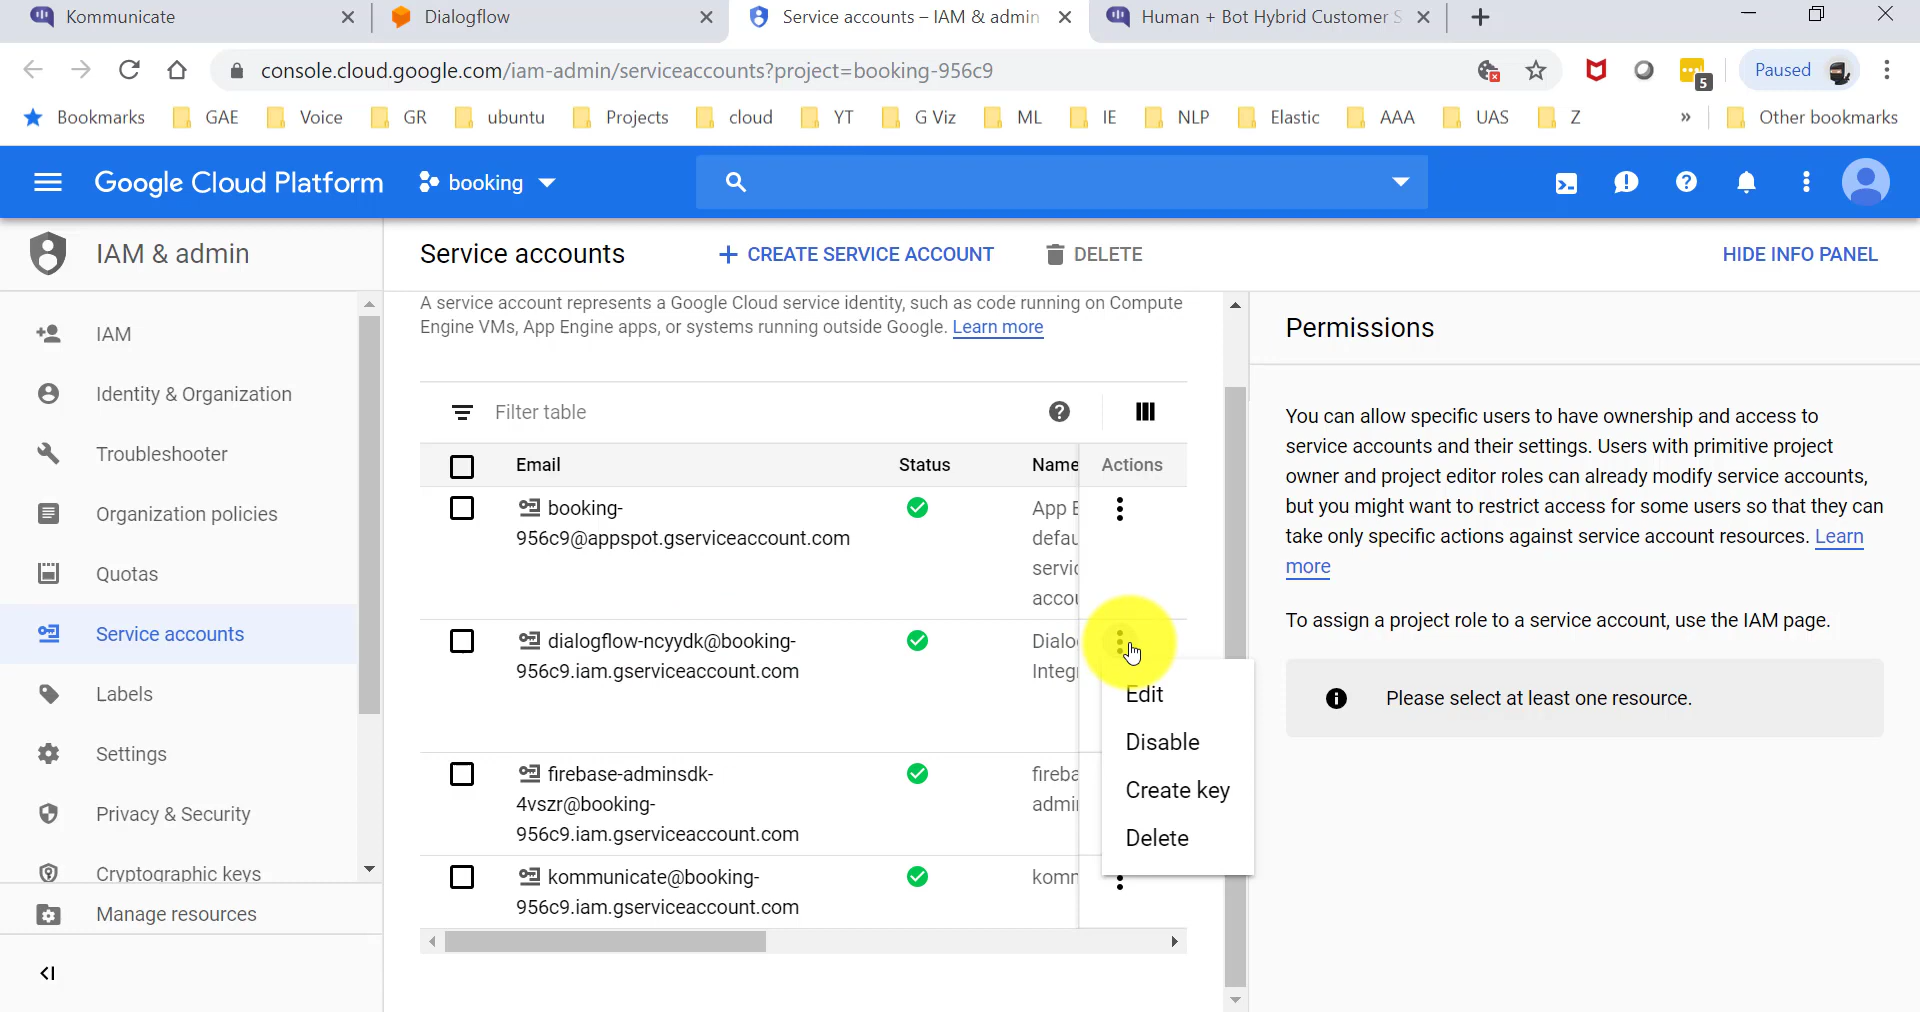 Kommunicate
Dialogflow
Service accounts – IAM & admin
Human + Bot Hybrid Customer S
console.cloud.google.com/iam-admin/serviceaccounts?project=booking-956c9
5
Paused
Bookmarks
GAE
Voice
GR
ubuntu
Projects
cloud
YT
G Viz
ML
IE
NLP
Elastic
AAA
UAS
Z
»
Other bookmarks
Google Cloud Platform
booking
IAM & admin
Service accounts
+ CREATE SERVICE ACCOUNT
DELETE
HIDE INFO PANEL
IAM
Identity & Organization
Troubleshooter
Organization policies
Quotas
Service accounts
Labels
Settings
Privacy & Security
Cryptographic keys
Manage resources
A service account represents a Google Cloud service identity, such as code running on Compute
Engine VMs, App Engine apps, or systems running outside Google. Learn more
Filter table
Email
Status
Name
Actions
booking-
956c9@appspot.gserviceaccount.com
App E
defau
servic
accou
dialogflow-ncyydk@booking-
956c9.iam.gserviceaccount.com
Dialo
Integ
firebase-adminsdk-
4vszr@booking-
956c9.iam.gserviceaccount.com
fireba
admi
kommunicate@booking-
956c9.iam.gserviceaccount.com
komm
Edit
Disable
Create key
Delete
Permissions
You can allow specific users to have ownership and access to
service accounts and their settings. Users with primitive project
owner and project editor roles can already modify service accounts,
but you might want to restrict access for some users so that they can
take only specific actions against service account resources. Learn
more
To assign a project role to a service account, use the IAM page.
Please select at least one resource.